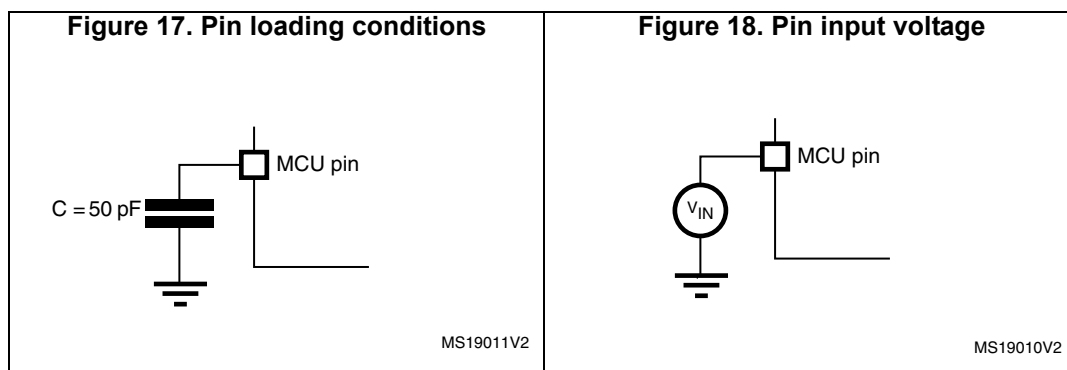 Figure 17. Pin loading conditions
Figure 18. Pin input voltage
MCU pin
C = 50 pF
MS19011V2
MCU pin
VIN
MS19010V2